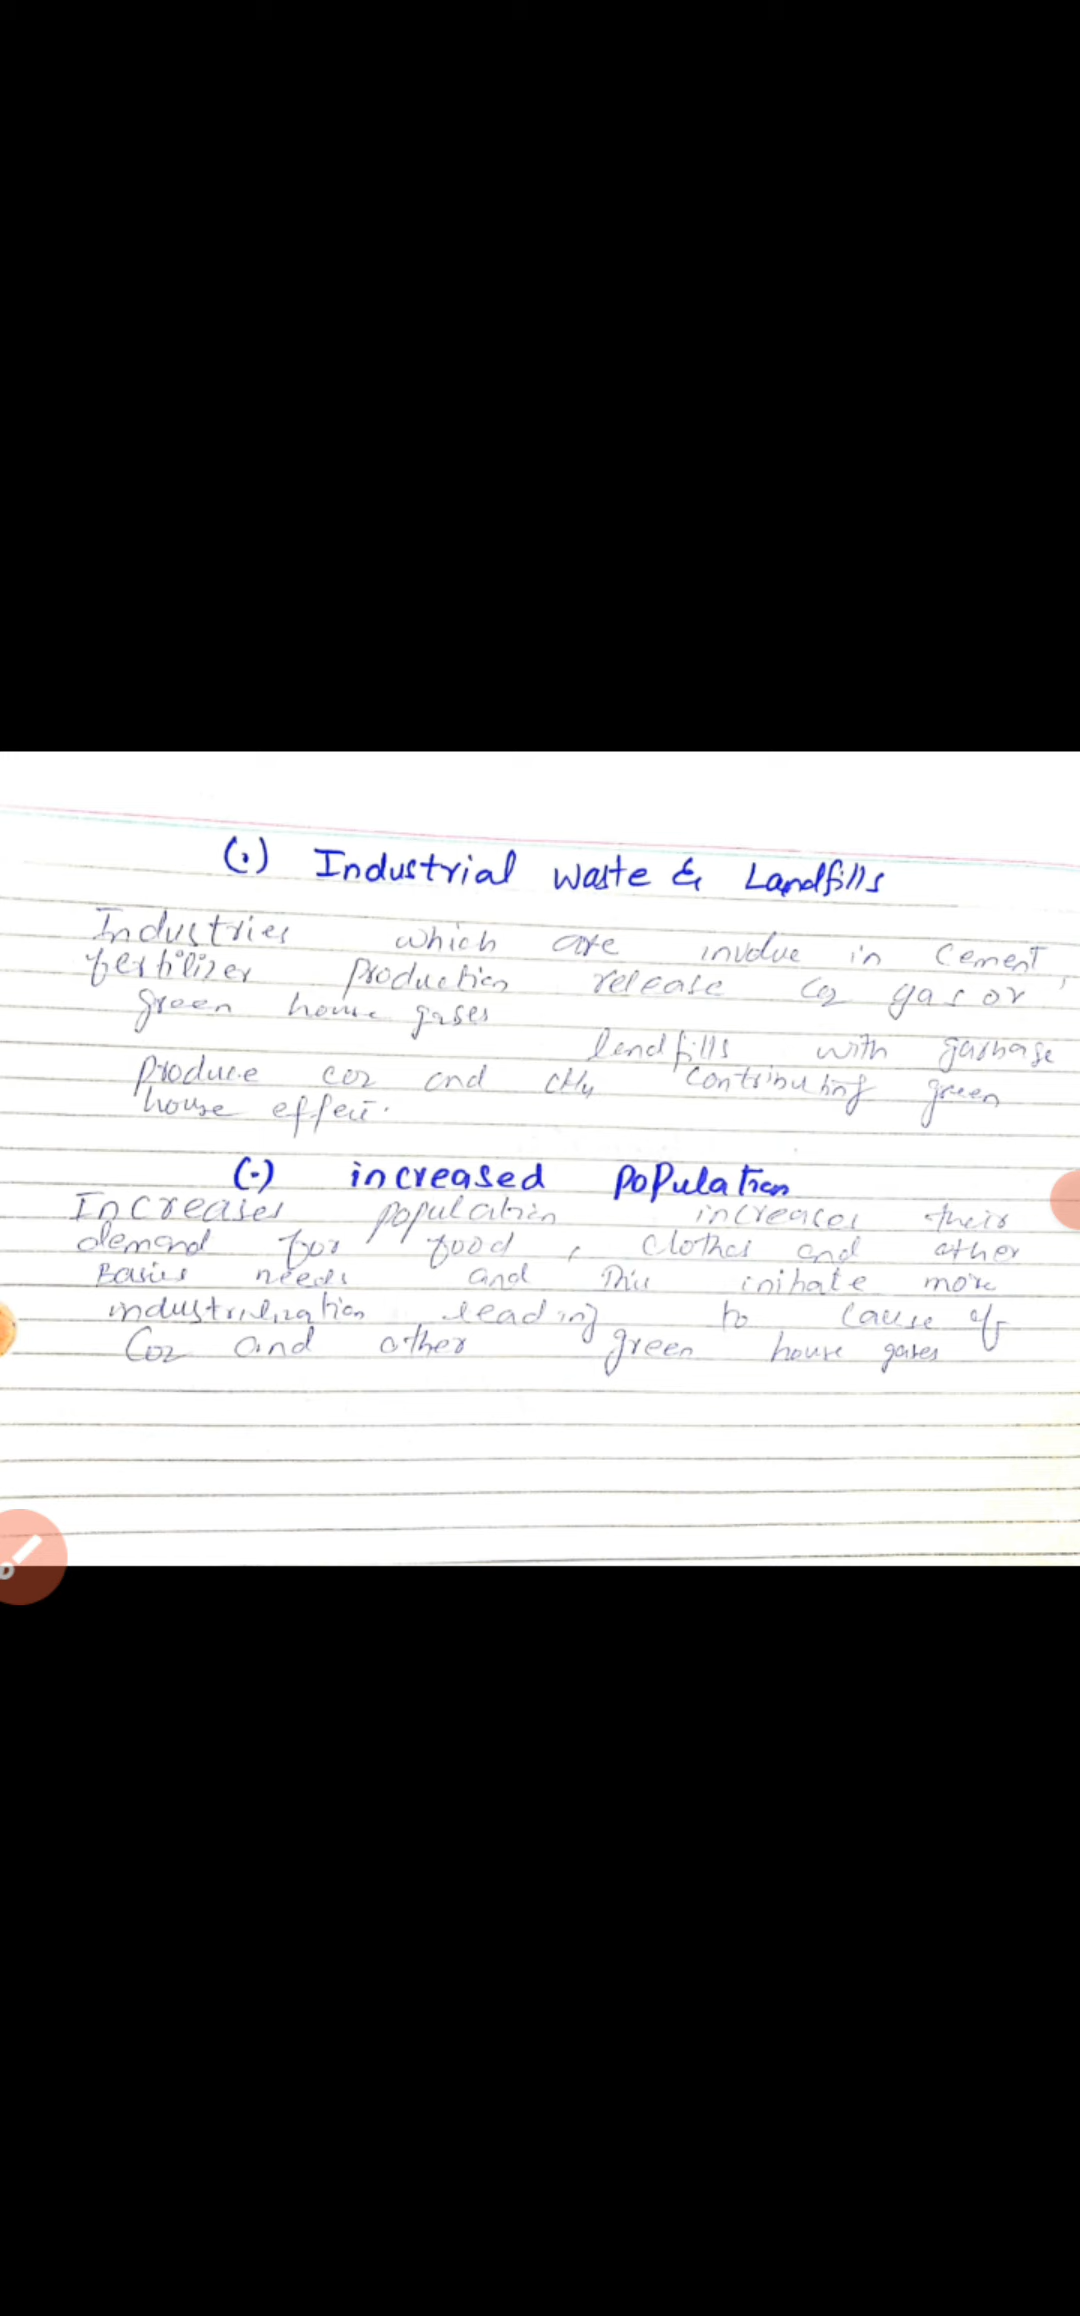 (.) Industrial waste & Landfills
Industries which are involve in Cement,
fertilizer production release CO2 gas or
green house gases
landfills with garbage
produce CO2 and CH4 contributing green
house effect.
(.) increased Population
Increases population increases their
demand for food, clothes and other
Basics needs and This initiate more
industrilization leading to cause of
CO2 and other green house gases